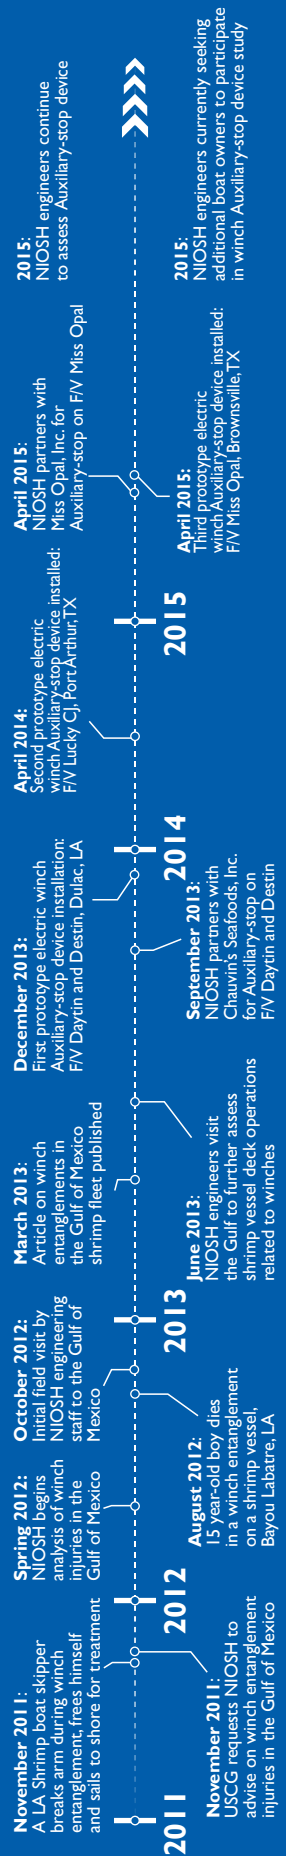 November 2011:
A LA Shrimp boat skipper
breaks arm during winch
entanglement, frees himself
and sails to shore for treatment
Spring 2012:
NIOSH begins
analysis of winch
injuries in the
Gulf of Mexico
October 2012:
Initial field visit by
NIOSH engineering
staff to the Gulf of
Mexico
March 2013:
Article on winch
entanglements in
the Gulf of Mexico
shrimp fleet published
December 2013:
First prototype electric winch
Auxiliary-stop device installation:
F/V Daytin and Destin, Dulac, LA
April 2014:
Second prototype electric
winch Auxiliary-stop device installed:
F/V Lucky CJ, Port Arthur, TX
April 2015:
NIOSH partners with
Miss Opal, Inc. for
Auxiliary-stop on F/V Miss Opal
2015:
NIOSH engineers continue
to assess Auxiliary-stop device
2011
2012
2013
2014
2015
November 2011:
USCG requests NIOSH to
advise on winch entanglement
injuries in the Gulf of Mexico
August 2012:
15 year-old boy dies
in a winch entanglement
on a shrimp vessel,
Bayou Labatre, LA
June 2013:
NIOSH engineers visit
the Gulf to further assess
shrimp vessel deck operations
related to winches
September 2013:
NIOSH partners with
Chauvin's Seafoods, Inc.
for Auxiliary-stop on
F/V Daytin and Destin
April 2015:
Third prototype electric
winch Auxiliary-stop device installed:
F/V Miss Opal, Brownsville, TX
2015:
NIOSH engineers currently seeking
additional boat owners to participate
in winch Auxiliary-stop device study